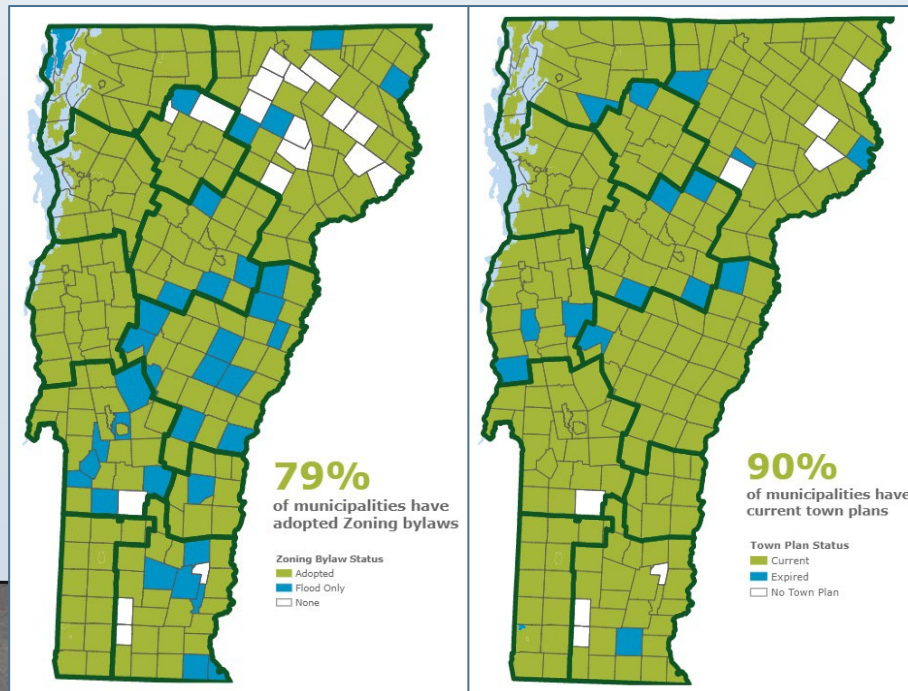 79%
of municipalities have
adopted Zoning bylaws
Zoning Bylaw Status
Adopted
Flood Only
None
90%
of municipalities have
current town plans
Town Plan Status
Current
Expired
No Town Plan